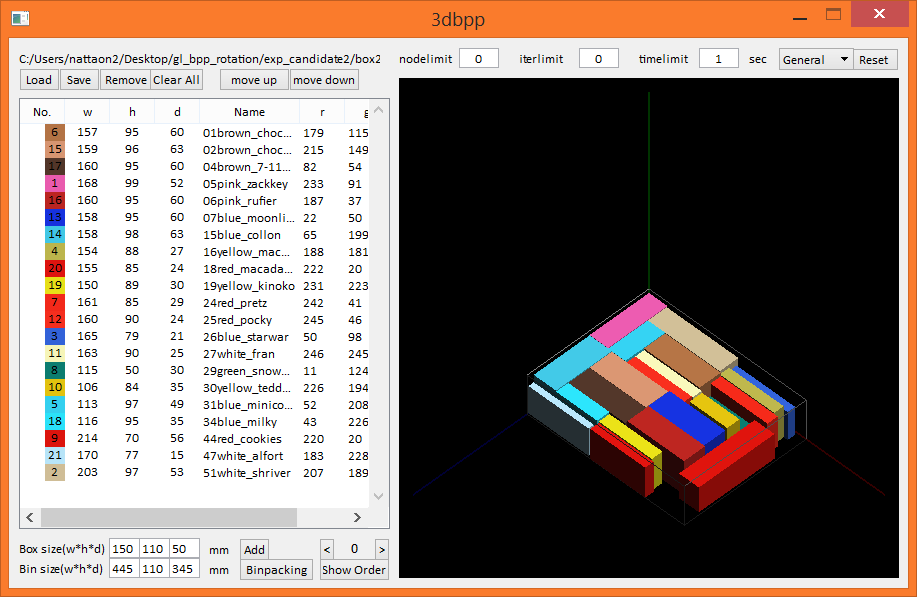 3dbpp
C:/Users/nattaon2/Desktop/gl_bpp_rotation/exp_candidate2/box2
nodelimit 0 iterlimit 0 timelimit 1 sec General Reset
Load Save Remove Clear All move up move down
No. w h d Name r g
6 157 95 60 01brown_choc... 179 115
15 159 96 63 02brown_choc... 215 149
17 160 95 60 04brown_7-11... 82 54
1 168 99 52 05pink_zackkey 233 91
16 160 95 60 06pink_rufier 187 37
13 158 95 60 07blue_moonli... 22 50
14 158 98 63 15blue_collon 65 199
4 154 88 27 16yellow_mac... 188 181
20 155 85 24 18red_macada... 222 20
19 150 89 30 19yellow_kinoko 231 223
7 161 85 29 24red_pretz 242 41
12 160 90 24 25red_pocky 245 46
3 165 79 21 26blue_starwar 50 98
11 163 90 25 27white_fran 246 245
8 115 50 30 29green_snow... 11 124
10 106 84 35 30yellow_tedd... 226 194
5 113 97 49 31blue_minico... 52 208
18 116 95 35 34blue_milky 43 226
9 214 70 56 44red_cookies 220 20
21 170 77 15 47white_alfort 183 228
2 203 97 53 51white_shriver 207 189
Box size(w*h*d) 150 110 50 mm Add < 0 >
Bin size(w*h*d) 445 110 345 mm Binpacking Show Order